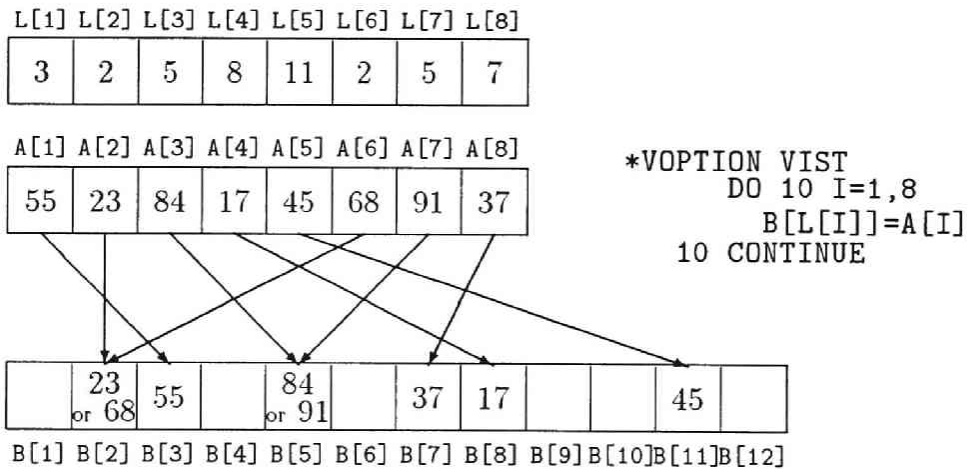 L[1] L[2] L[3] L[4] L[5] L[6] L[7] L[8]
3 2 5 8 11 2 5 7
A[1] A[2] A[3] A[4] A[5] A[6] A[7] A[8]
55 23 84 17 45 68 91 37
*VOPTION VIST
DO 10 I=1,8
B[L[I]]=A[I]
10 CONTINUE
23 or 68 55 84 or 91 37 17 45
B[1] B[2] B[3] B[4] B[5] B[6] B[7] B[8] B[9] B[10] B[11] B[12]